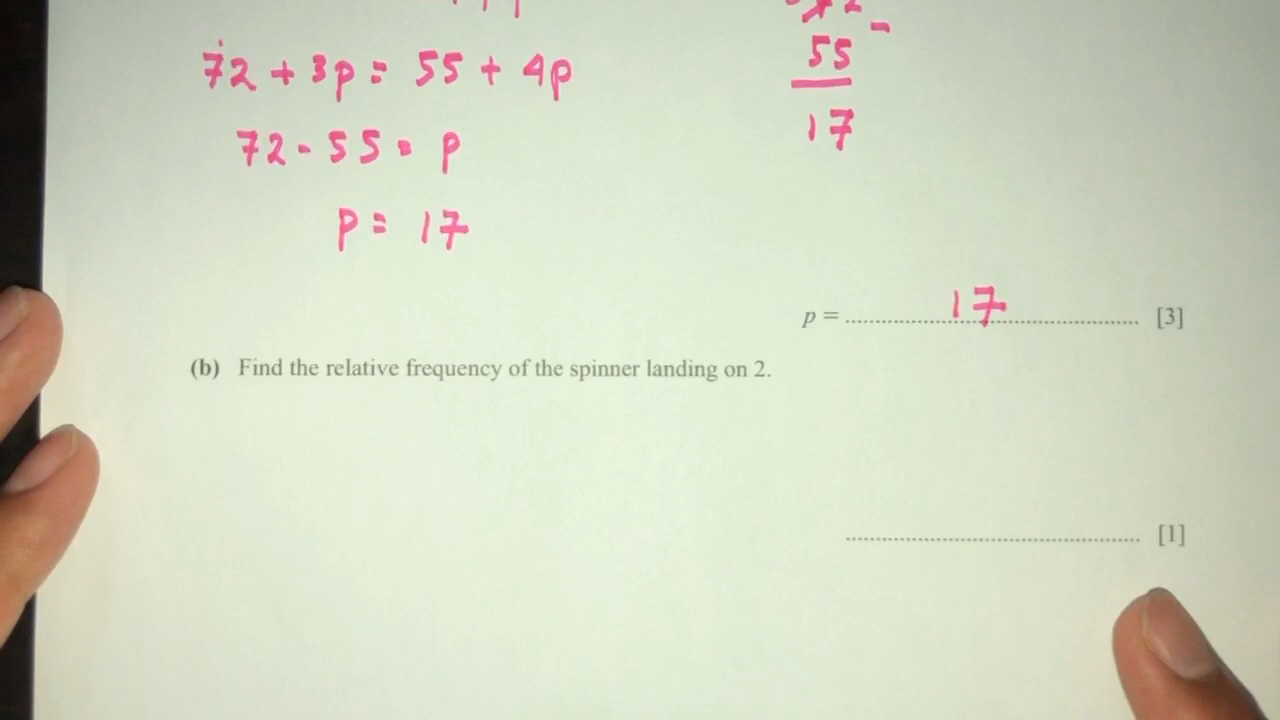 72 + 3p = 55 + 4p
72 - 55 = p
p = 17
-
55
17
p = 17 [3]
(b) Find the relative frequency of the spinner landing on 2.
[1]